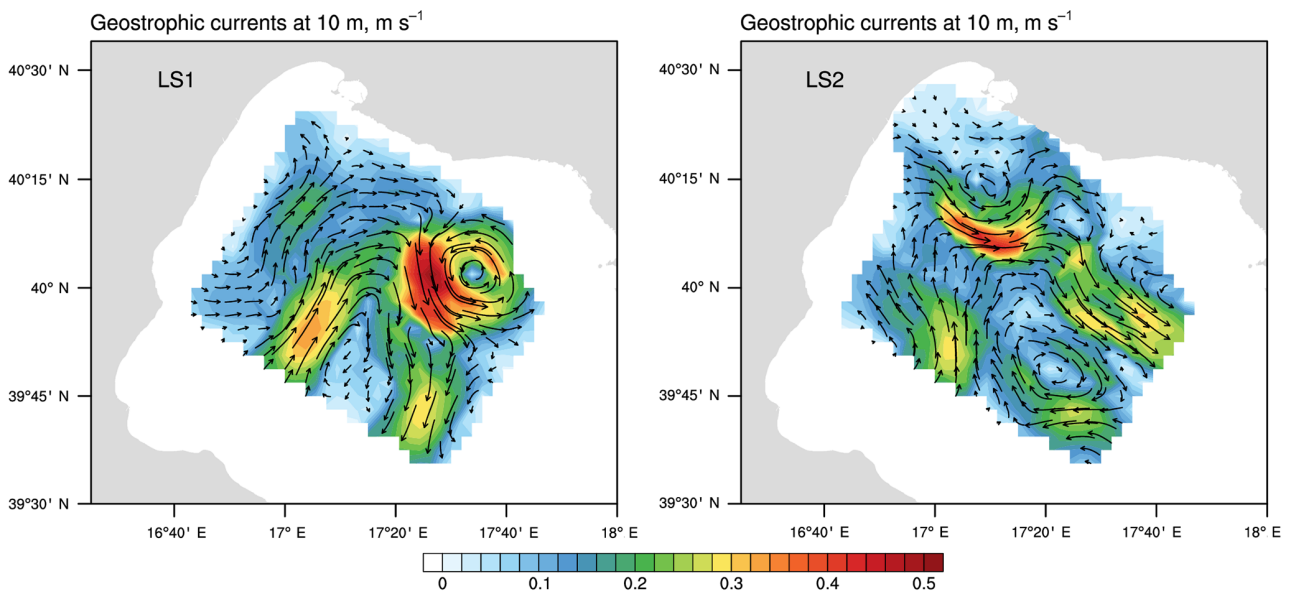 Geostrophic currents at 10 m, m s⁻¹
LS1
40°30' N
40°15' N
40° N
39°45' N
39°30' N
16°40' E
17° E
17°20' E
17°40' E
18° E
Geostrophic currents at 10 m, m s⁻¹
LS2
40°30' N
40°15' N
40° N
39°45' N
39°30' N
16°40' E
17° E
17°20' E
17°40' E
18° E
0 0.1 0.2 0.3 0.4 0.5